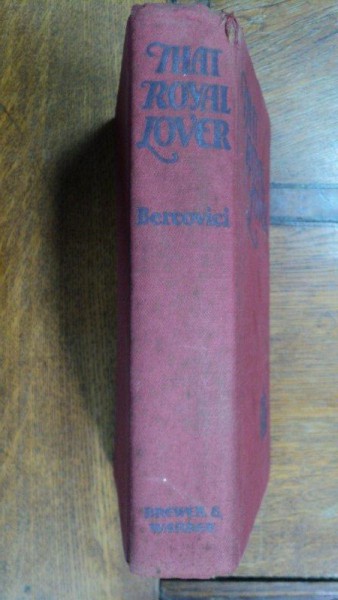 THAT
ROYAL
LOVER
Bercovici
BREWER &
WARREN